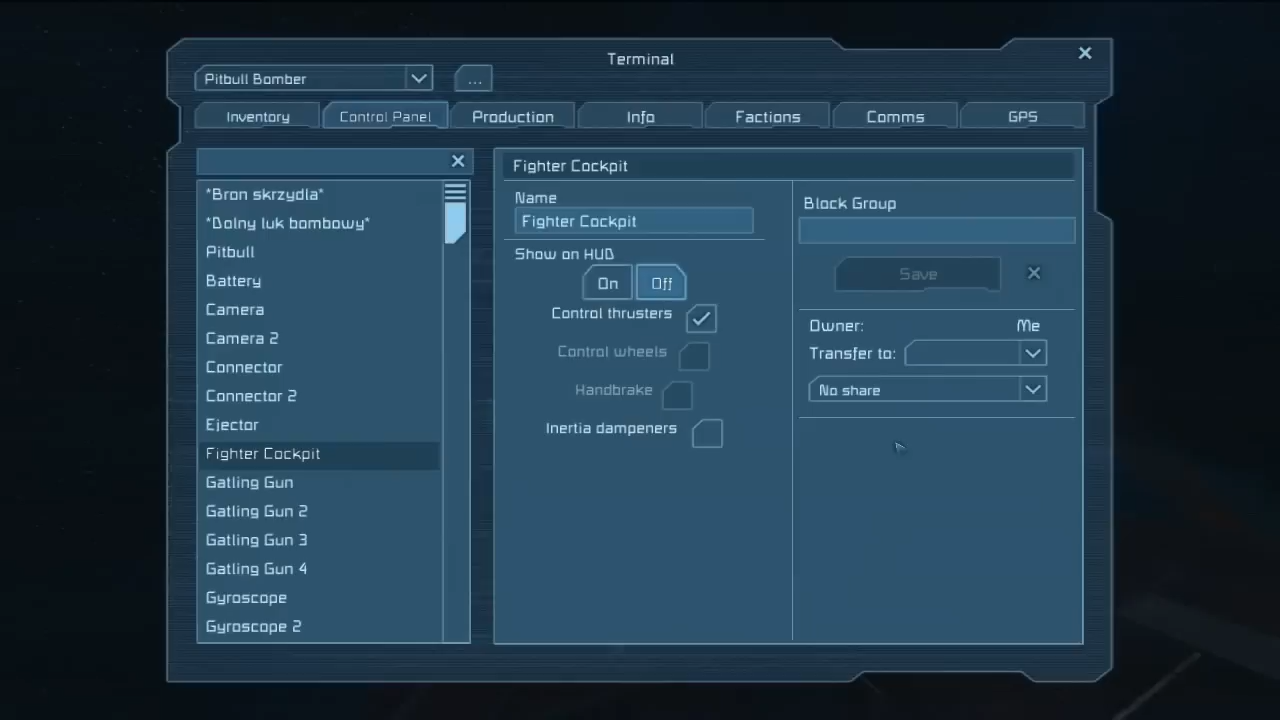 Terminal
Pitbull Bomber
...
Inventory
Control Panel
Production
Info
Factions
Comms
GPS
*Bron skrzydla*
*Dolny luk bombowy*
Pitbull
Battery
Camera
Camera 2
Connector
Connector 2
Ejector
Fighter Cockpit
Gatling Gun
Gatling Gun 2
Gatling Gun 3
Gatling Gun 4
Gyroscope
Gyroscope 2
Fighter Cockpit
Name
Fighter Cockpit
Show on HUD
On
Off
Control thrusters
Control wheels
Handbrake
Inertia dampeners
Block Group
Save
Owner: Me
Transfer to:
No share